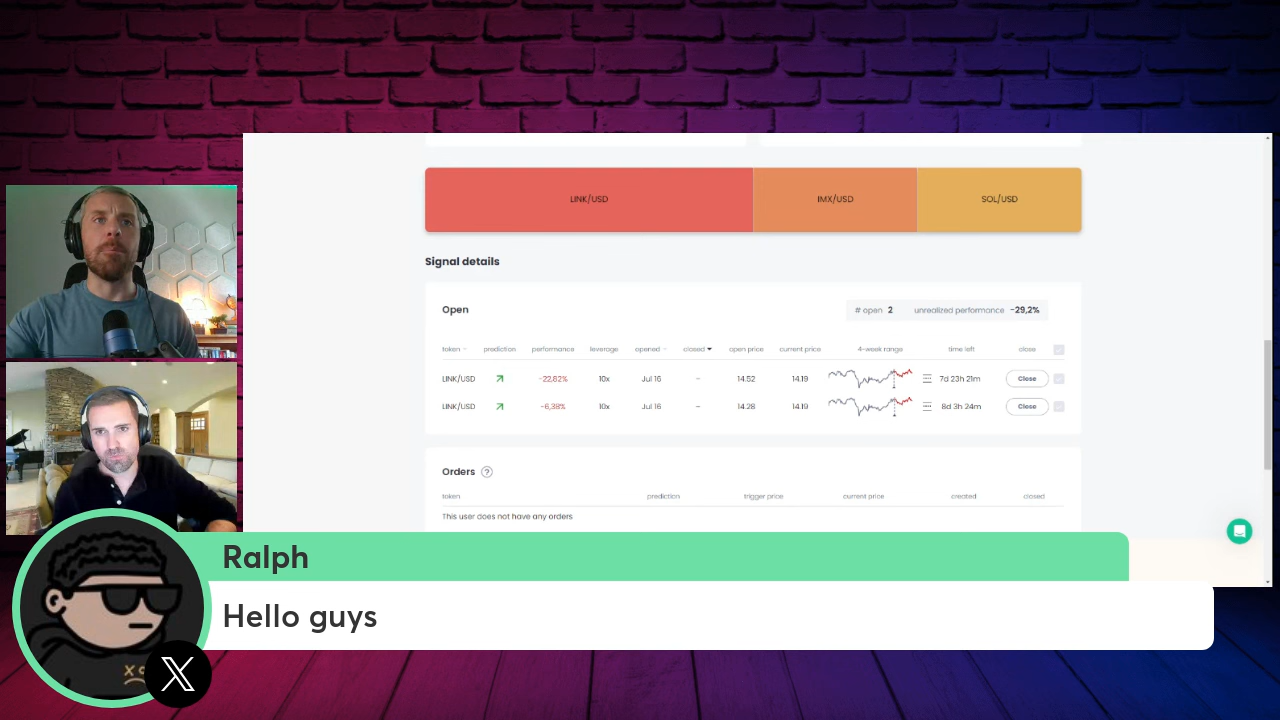 LINK/USD IMX/USD SOL/USD
Signal details
Open # open 2 unrealized performance -29,2%
token prediction performance leverage opened closed open price current price 4-week range time left close
LINK/USD -22,82% 10x Jul 16 - 14.52 14.19 7d 23h 21m Close
LINK/USD -6,38% 10x Jul 16 - 14.28 14.19 8d 3h 24m Close
Orders ?
token prediction trigger price current price created closed
This user does not have any orders
Ralph
Hello guys